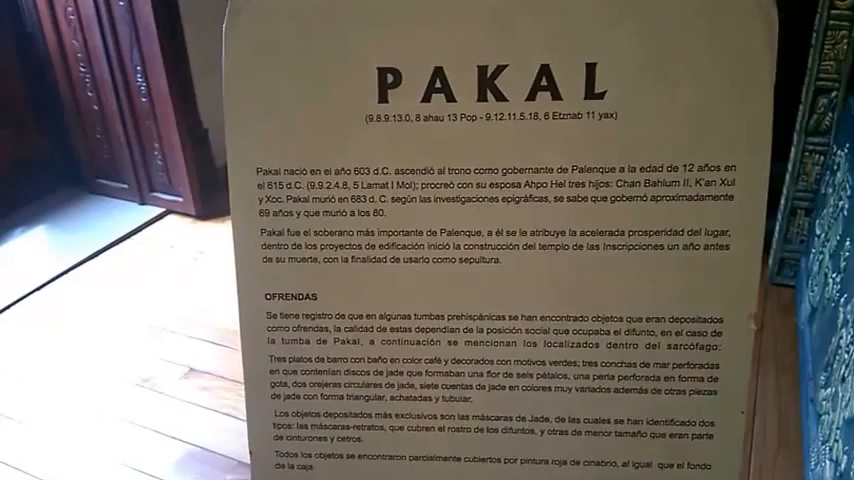 PAKAL
(9.8.9.13.0, 8 ahau 13 Pop - 9.12.11.5.18, 6 Etznab 11 yax)
Pakal nació en el año 603 d.C. ascendió al trono como gobernante de Palenque a la edad de 12 años en
el 615 d.C. (9.9.2.4.8, 5 Lamat I Mol); procreó con su esposa Ahpo Hel tres hijos: Chan Bahlum II, K'an Xul
y Xoc. Pakal murió en 683 d. C. según las investigaciones epigráficas, se sabe que gobernó aproximadamente
69 años y que murió a los 80.
Pakal fue el soberano más importante de Palenque, a él se le atribuye la acelerada prosperidad del lugar,
dentro de los proyectos de edificación inició la construcción del templo de las Inscripciones un año antes
de su muerte, con la finalidad de usarlo como sepultura.
OFRENDAS
Se tiene registro de que en algunas tumbas prehispánicas se han encontrado objetos que eran depositados
como ofrendas, la calidad de estas dependían de la posición social que ocupaba el difunto, en el caso de
la tumba de Pakal, a continuación se mencionan los localizados dentro del sarcófago:
Tres platos de barro con baño en color café y decorados con motivos verdes; tres conchas de mar perforadas
en que contenían discos de jade que formaban una flor de seis pétalos, una perla perforada en forma de
gota, dos orejeras circulares de jade, siete cuentas de jade en colores muy variados además de otras piezas
de jade con forma triangular, achatadas y tubular.
Los objetos depositados más exclusivos son las máscaras de Jade, de las cuales se han identificado dos
tipos: las máscaras-retratos, que cubren el rostro de los difuntos, y otras de menor tamaño que eran parte
de cinturones y cetros.
Todos los objetos se encontraron parcialmente cubiertos por pintura roja de cinabrio, al igual que el fondo
de la caja.